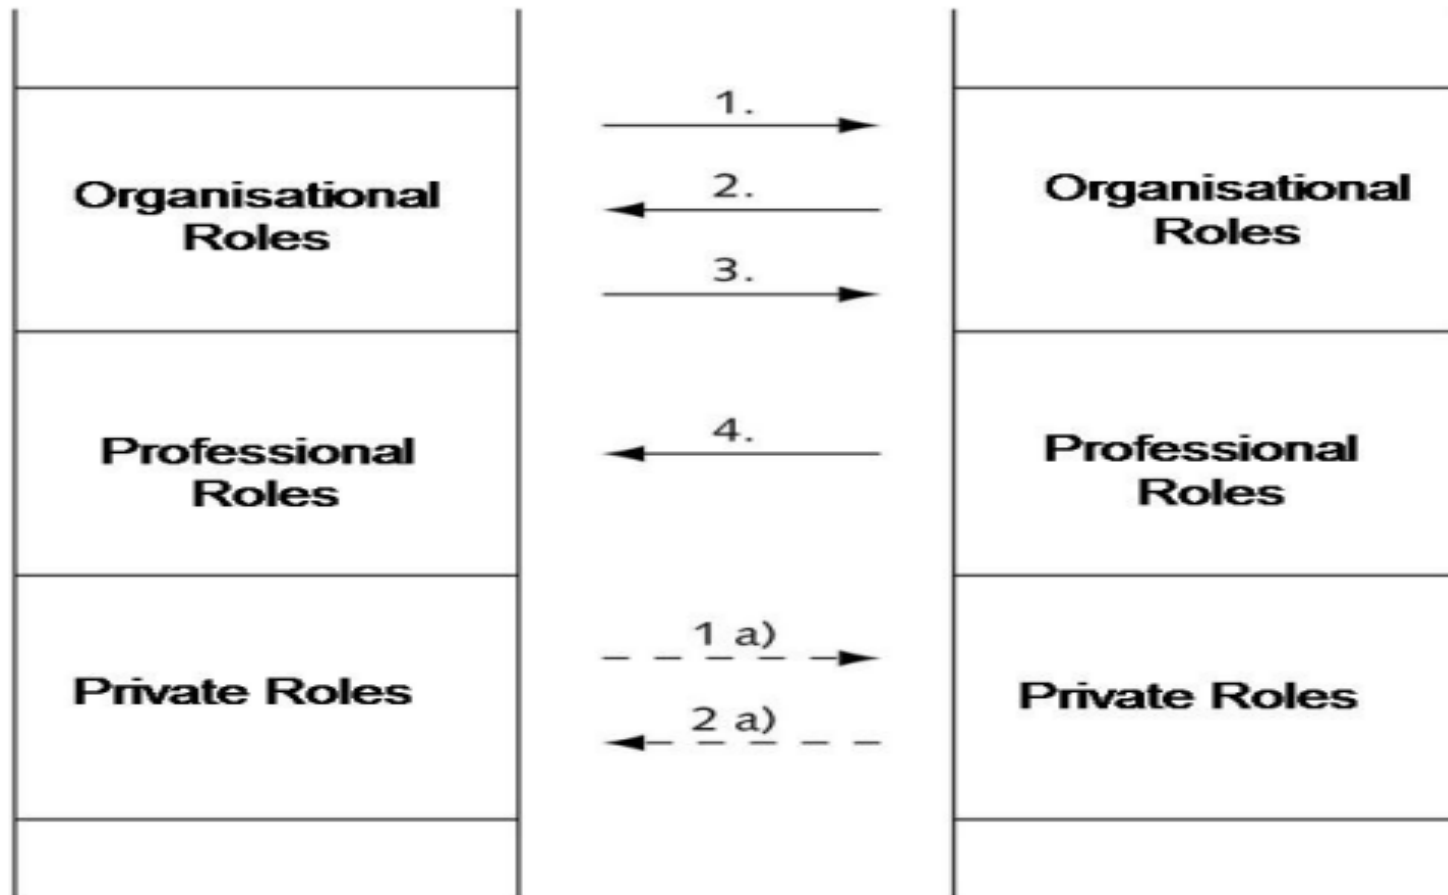 Organisational
Roles
Professional
Roles
Private Roles
1.
2.
3.
4.
1 a)
2 a)
Organisational
Roles
Professional
Roles
Private Roles